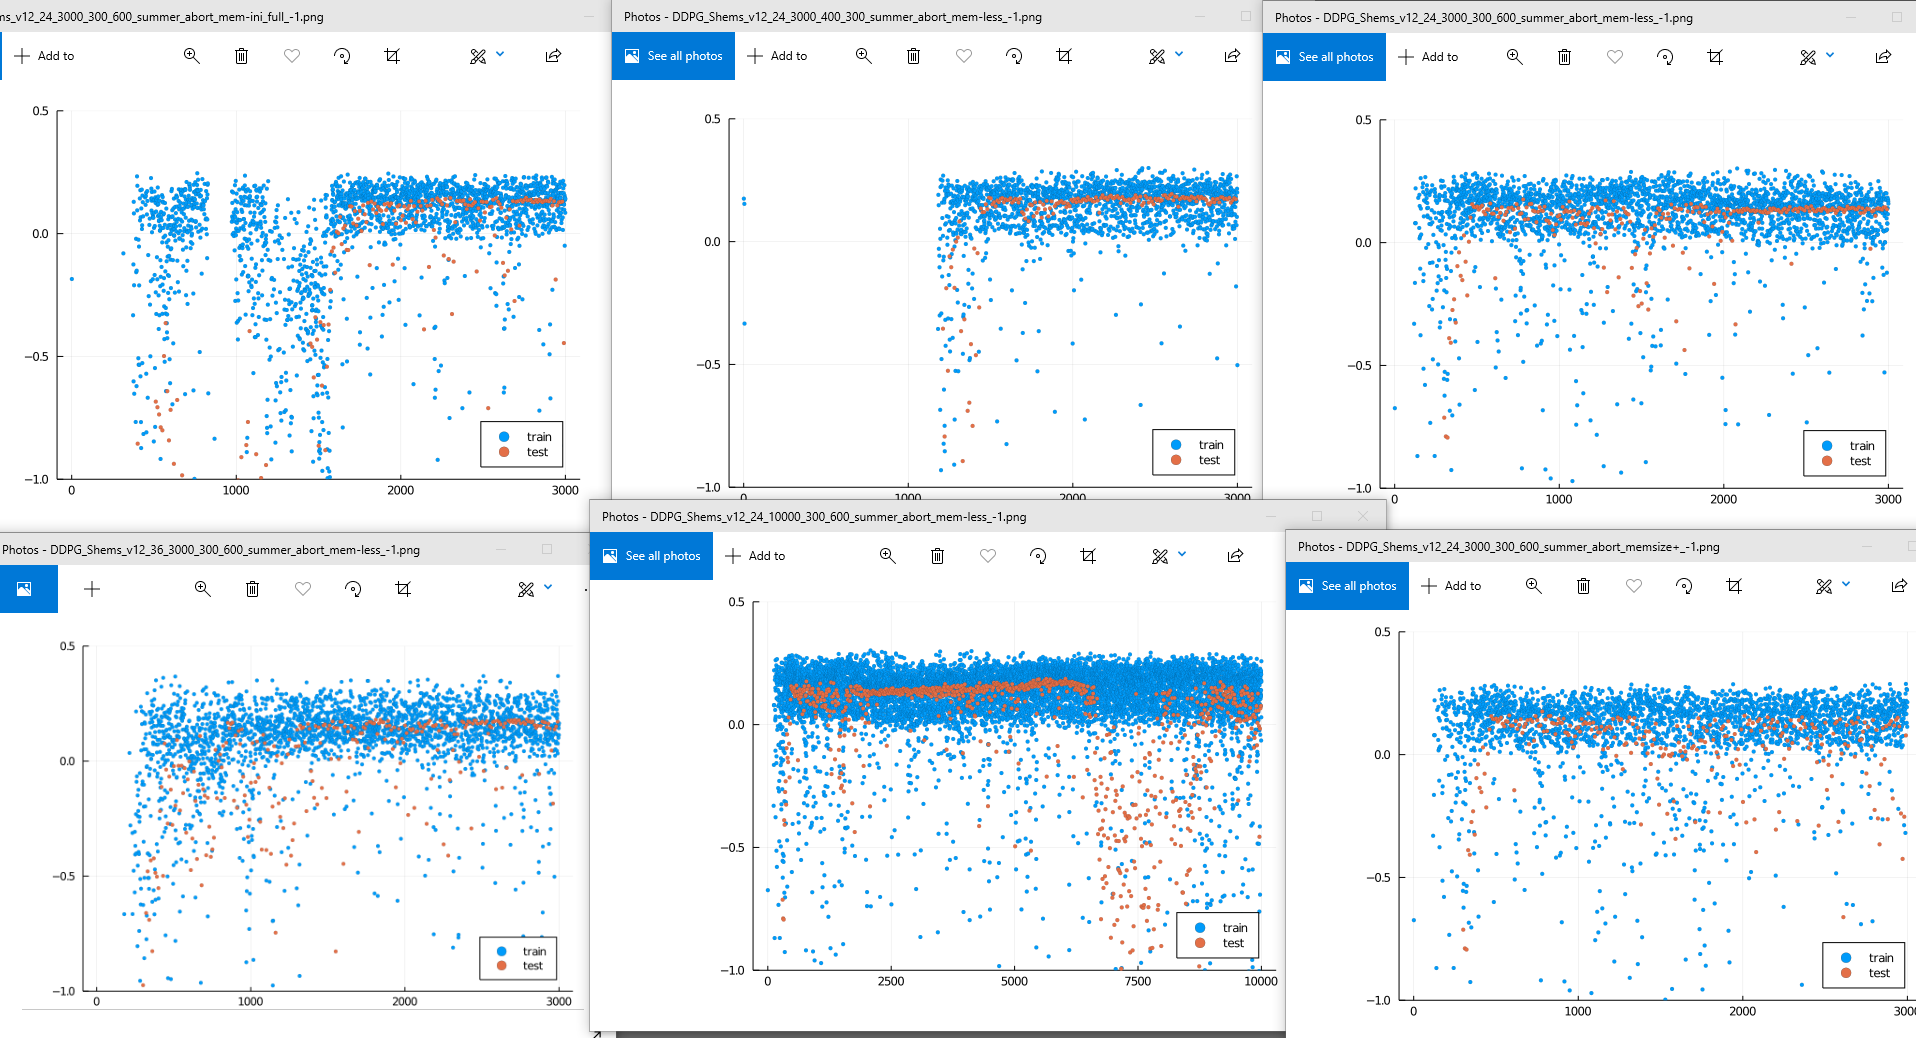 ms_v12_24_3000_300_600_summer_abort_mem-ini_full_-1.png
Add to
0.5
0.0
−0.5
−1.0
0
1000
2000
3000
train
test
Photos - DDPG_Shems_v12_24_3000_400_300_summer_abort_mem-less_-1.png
See all photos
Add to
0.5
0.0
−0.5
−1.0
0
1000
2000
3000
train
test
Photos - DDPG_Shems_v12_24_3000_300_600_summer_abort_mem-less_-1.png
See all photos
Add to
0.5
0.0
−0.5
−1.0
0
1000
2000
3000
train
test
Photos - DDPG_Shems_v12_36_3000_300_600_summer_abort_mem-less_-1.png
0.5
0.0
−0.5
−1.0
0
1000
2000
3000
train
test
Photos - DDPG_Shems_v12_24_10000_300_600_summer_abort_mem-less_-1.png
See all photos
Add to
0.5
0.0
−0.5
−1.0
0
2500
5000
7500
10000
train
test
Photos - DDPG_Shems_v12_24_3000_300_600_summer_abort_memsize+_-1.png
See all photos
Add to
0.5
0.0
−0.5
−1.0
0
1000
2000
train
test